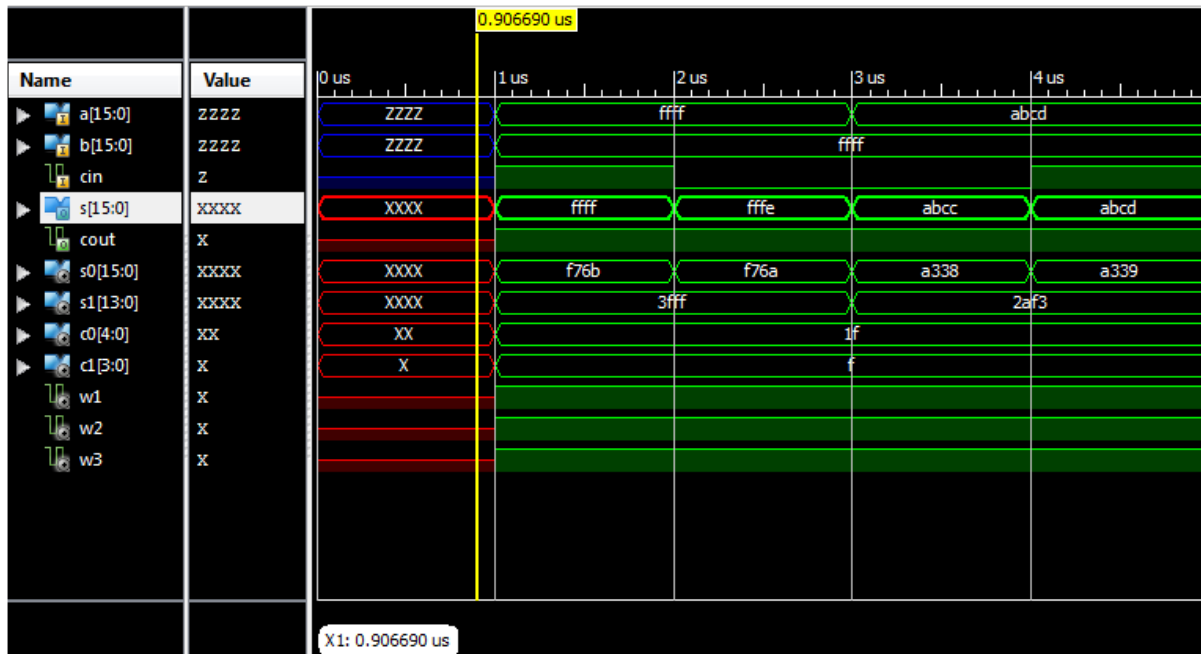 0.906690 us
Name Value 0 us 1 us 2 us 3 us 4 us
a[15:0] ZZZZ ZZZZ ffff abcd
b[15:0] ZZZZ ZZZZ ffff
cin Z
s[15:0] XXXX XXXX ffff fffe abcc abcd
cout X
s0[15:0] XXXX XXXX f76b f76a a338 a339
s1[13:0] XXXX XXXX 3fff 2af3
c0[4:0] XX XX 1f
c1[3:0] X X f
w1 X
w2 X
w3 X
X1: 0.906690 us